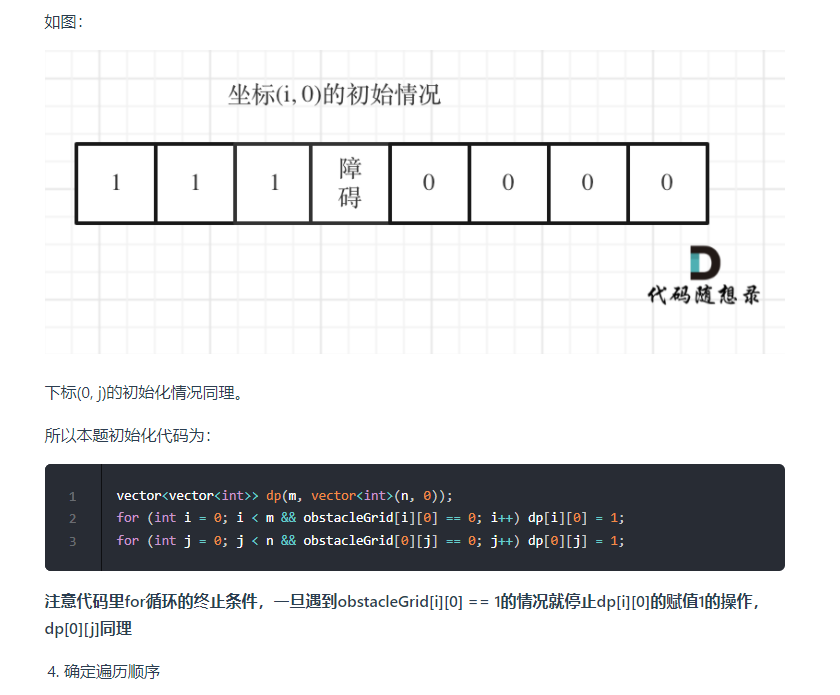 如图：
坐标(i, 0)的初始情况
1 1 1 障碍 0 0 0 0
代码随想录
下标(0, j)的初始化情况同理。
所以本题初始化代码为：
1 vector<vector<int>> dp(m, vector<int>(n, 0));
2 for (int i = 0; i < m && obstacleGrid[i][0] == 0; i++) dp[i][0] = 1;
3 for (int j = 0; j < n && obstacleGrid[0][j] == 0; j++) dp[0][j] = 1;
注意代码里for循环的终止条件，一旦遇到obstacleGrid[i][0] == 1的情况就停止dp[i][0]的赋值1的操作，
dp[0][j]同理
4. 确定遍历顺序